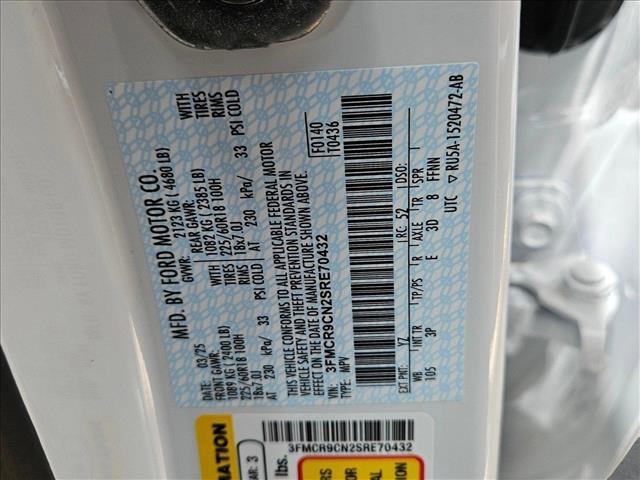 MFD. BY FORD MOTOR CO.
DATE: 03/25 GVWR: 2123 KG ( 4680 LB)
FRONT GAWR: REAR GAWR:
1089 KG ( 2400 LB) 1082 KG ( 2385 LB) WITH
225/60R18 100H 225/60R18 100H TIRES
18x7.0J 18x7.0J RIMS
AT 230 kPa/ 33 PSI COLD AT 230 kPa/ 33 PSI COLD
WITH
TIRES
RIMS
THIS VEHICLE CONFORMS TO ALL APPLICABLE FEDERAL MOTOR
VEHICLE SAFETY AND THEFT PREVENTION STANDARDS IN
EFFECT ON THE DATE OF MANUFACTURE SHOWN ABOVE.
VIN: 3FMCR9CN2SRE70432
TYPE: MPV
F0140
T0436
EXT PNT: YZ RC: 52 DSO:
WB INT TR TP/PS R AXLE TR SPR
105 3P E 3D 8 FFNN
UTC ▽ RU5A-1520472-AB
3FMCR9CN2SRE70432
RMATION
AR: 3
lbs.